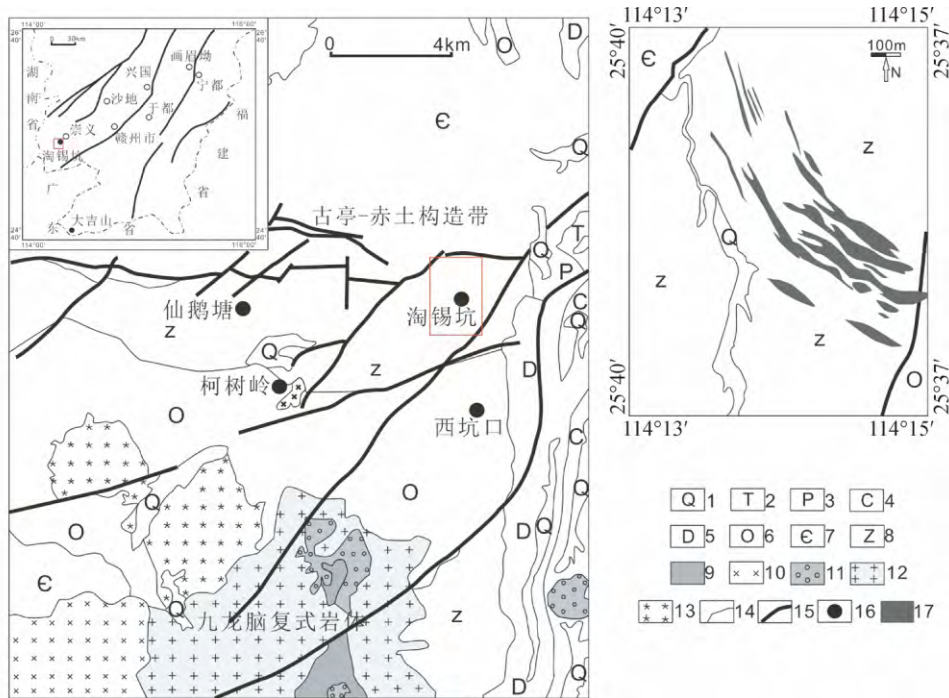 114°00′
116°00′
26°40′
26°40′
0 30km
湖
南
省
画眉坳
兴国
宁都
沙地
于都
崇义
赣州市
福
建
省
淘锡坑
广
东
大吉山
省
24°40′
24°40′
114°00′
116°00′
0 4km
O
D
Є
Q
古亭-赤土构造带
Q
T
P
仙鹅塘
淘锡坑
C
Q
Z
Q
Z
D
柯树岭
O
西坑口
C
Q
O
Q
O
D
Q
Є
Q
九龙脑复式岩体
Z
Q
D
Q
114°13′
114°15′
25°40′
25°37′
100m
N
Є
Z
Q
Z
Z
O
25°40′
25°37′
114°13′
114°15′
Q 1 T 2 P 3 C 4
D 5 O 6 Є 7 Z 8
9 10 11 12
13 14 15 16 17